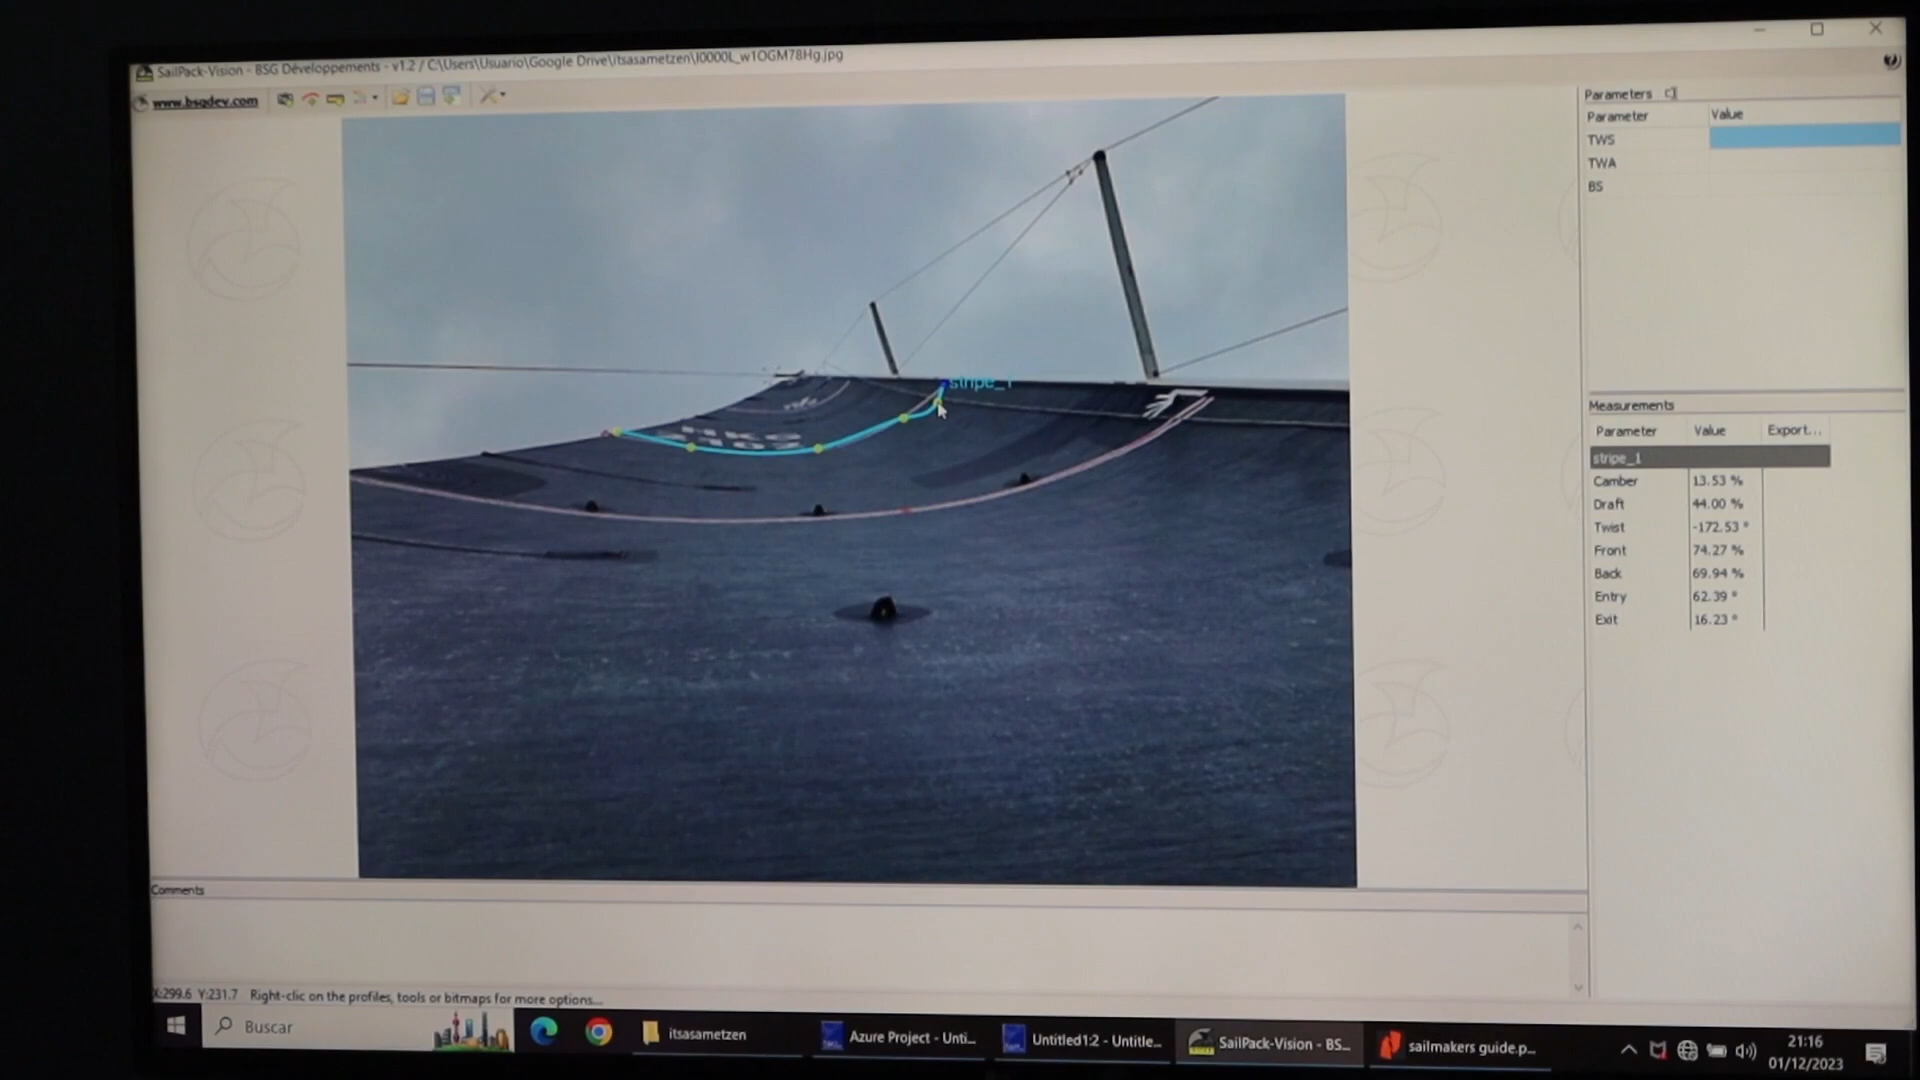 SailPack-Vision - BSG Développements - v1.2 / C:\Users\Usuario\Google Drive\itsasametzen\I0000L_w1OGM78Hg.jpg
www.bsgdev.com
Parameters
Parameter Value
TWS
TWA
BS
stripe_1
HKG
Measurements
Parameter Value Export...
stripe_1
Camber 13.53 %
Draft 44.00 %
Twist -172.53 °
Front 74.27 %
Back 69.94 %
Entry 62.39 °
Exit 16.23 °
Comments
X:299.6 Y:231.7 Right-clic on the profiles, tools or bitmaps for more options...
Buscar
itsasametzen
Azure Project - Unti...
Untitled1:2 - Untitle...
SailPack-Vision - BS...
sailmakers guide.p...
21:16
01/12/2023